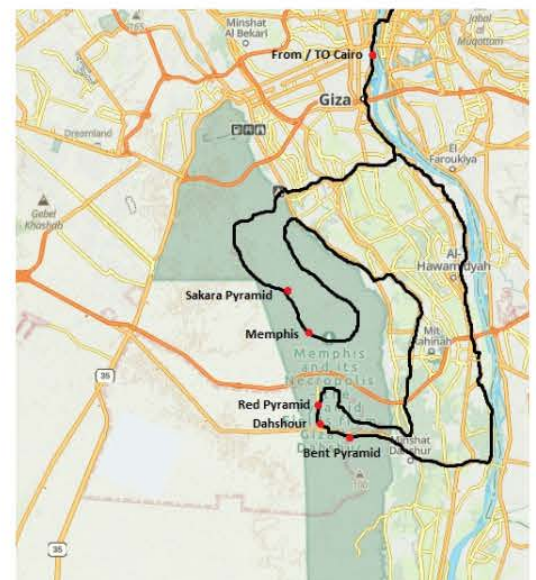 Minshat
Al Bekari
Jabal
al
Muqattam
From / TO Cairo
Giza
Dreamland
El
Faroukiya
Gebel
Khashab
Al-
Hawamidiyah
Sakara Pyramid
Mit
Rahinah
Memphis
Memphis
and its
Necropolis
35
Red Pyramid
Dahshour
Bent Pyramid
Minshat
Dahshur
35